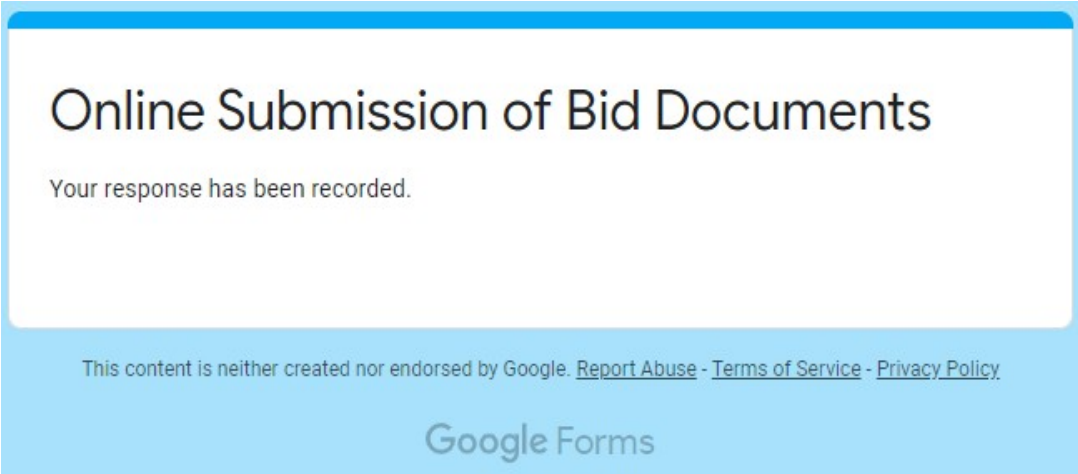 Online Submission of Bid Documents
Your response has been recorded.
This content is neither created nor endorsed by Google. Report Abuse - Terms of Service - Privacy Policy
Google Forms